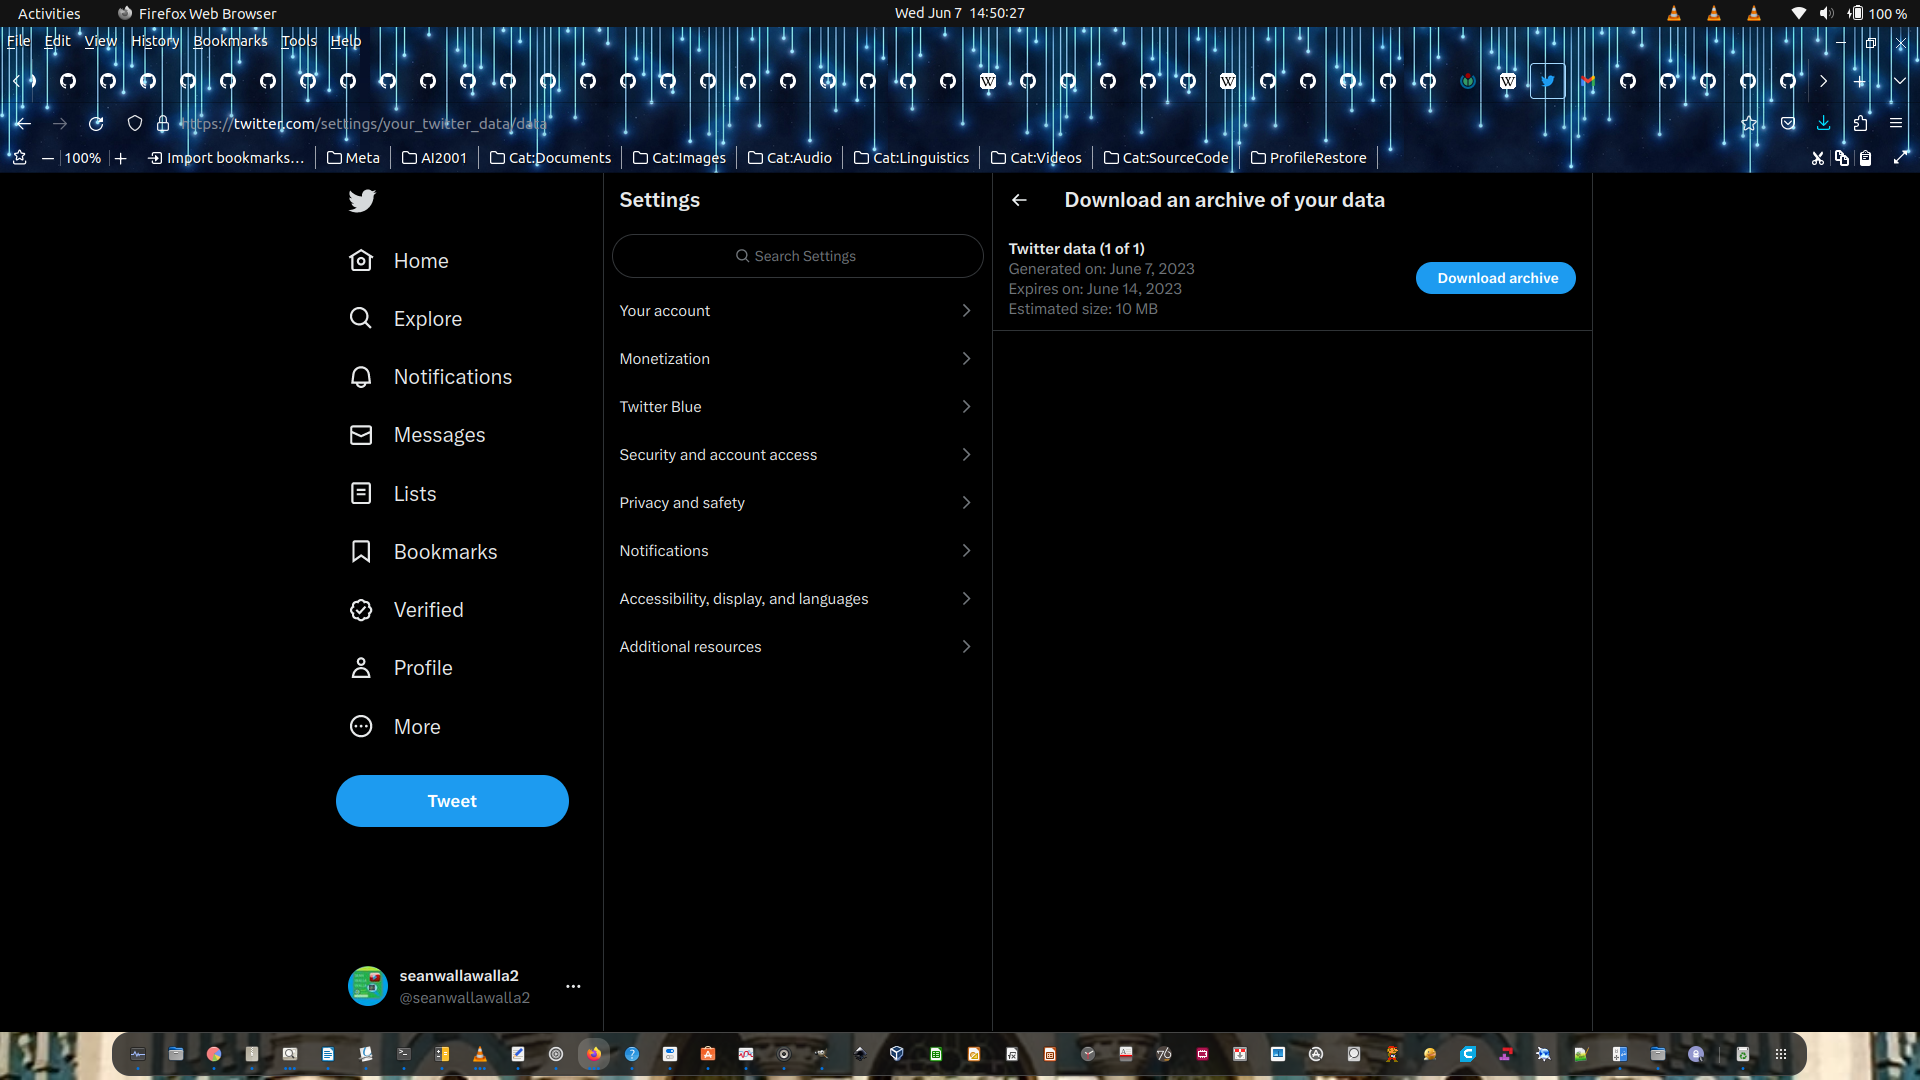 Activities
Firefox Web Browser
Wed Jun 7 14:50:27
100 %
File Edit View History Bookmarks Tools Help
https://twitter.com/settings/your_twitter_data/data
100%
Import bookmarks…
Meta
AI2001
Cat:Documents
Cat:Images
Cat:Audio
Cat:Linguistics
Cat:Videos
Cat:SourceCode
ProfileRestore
Home
Explore
Notifications
Messages
Lists
Bookmarks
Verified
Profile
More
Tweet
seanwallawalla2
@seanwallawalla2
Settings
Search Settings
Your account
Monetization
Twitter Blue
Security and account access
Privacy and safety
Notifications
Accessibility, display, and languages
Additional resources
Download an archive of your data
Twitter data (1 of 1)
Generated on: June 7, 2023
Expires on: June 14, 2023
Estimated size: 10 MB
Download archive